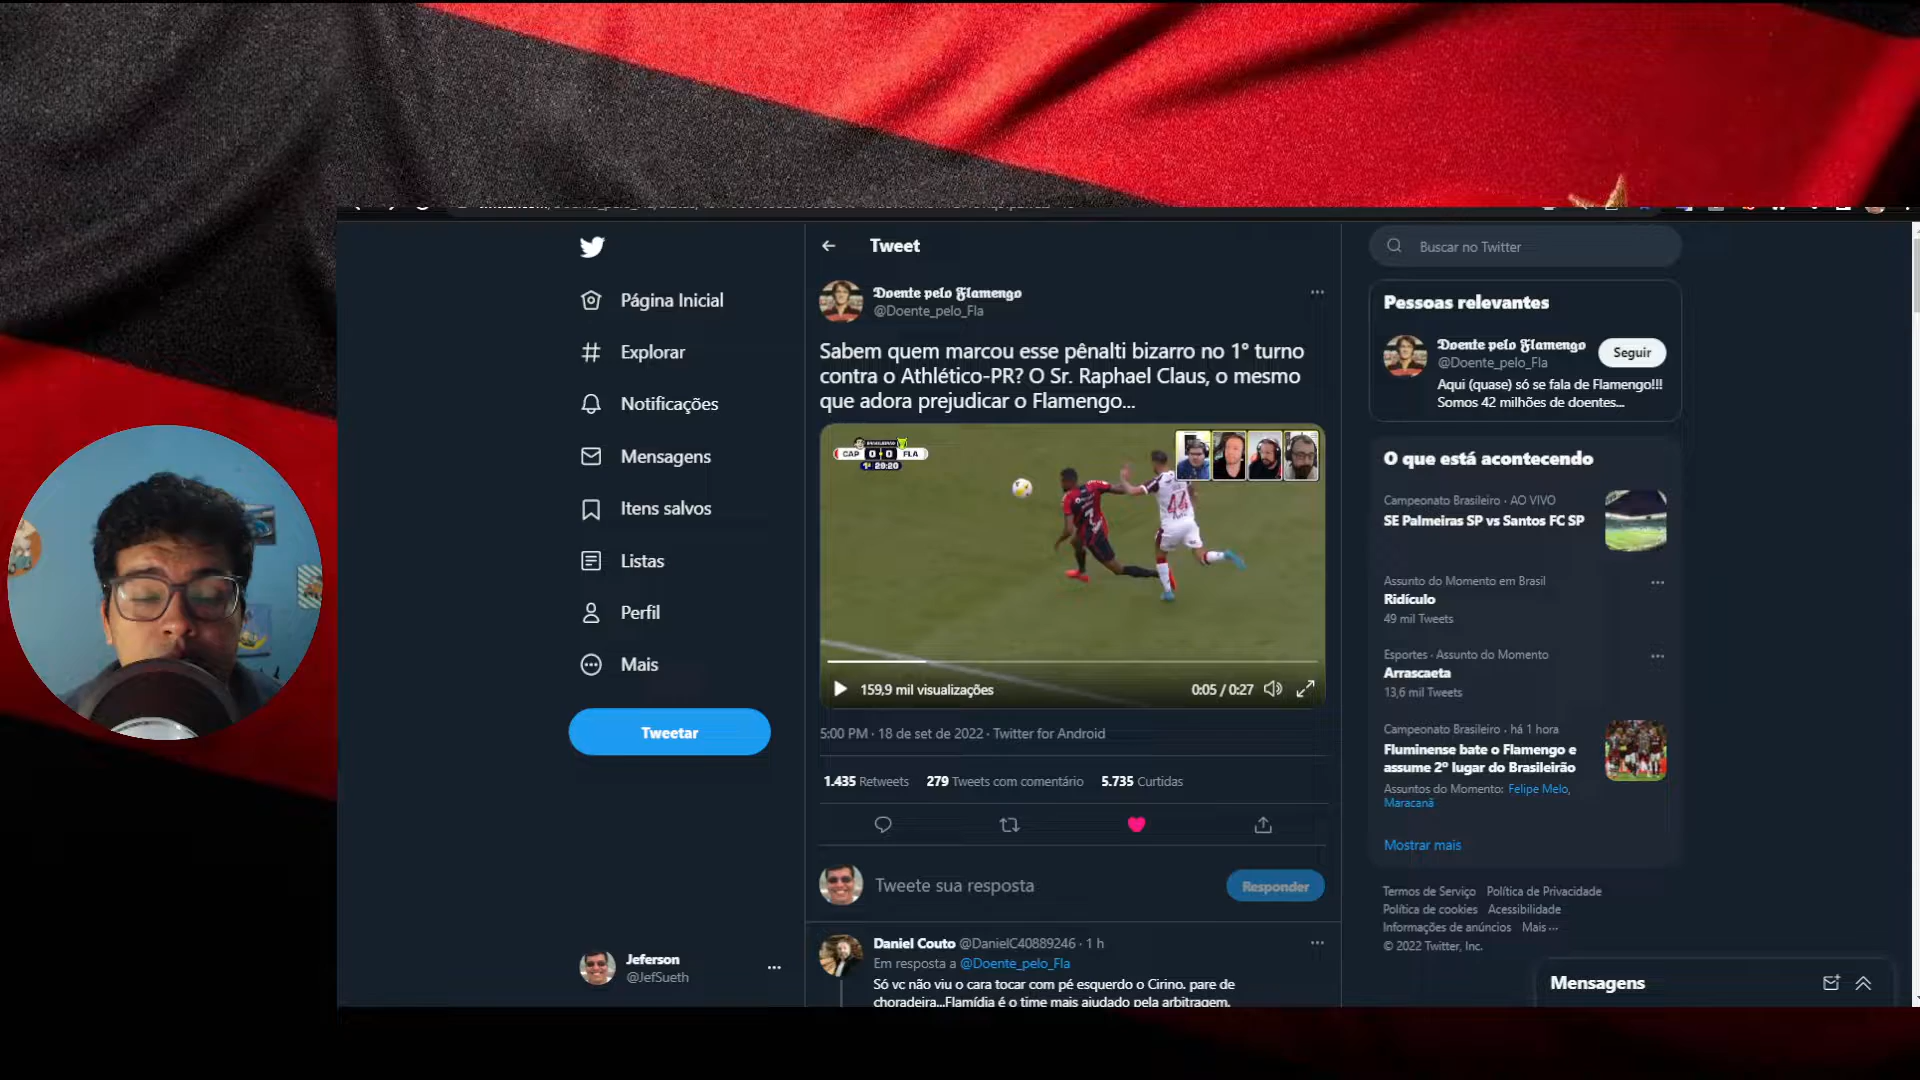 Página Inicial
Explorar
Notificações
Mensagens
Itens salvos
Listas
Perfil
Mais
Tweetar
Jeferson
@JefSueth
Tweet
Doente pelo Flamengo
@Doente_pelo_Fla
Sabem quem marcou esse pênalti bizarro no 1° turno
contra o Athlético-PR? O Sr. Raphael Claus, o mesmo
que adora prejudicar o Flamengo...
BRASILEIRÃO
CAP 0 0 FLA
1º 29:20
44
159,9 mil visualizações
0:05 / 0:27
5:00 PM · 18 de set de 2022 · Twitter for Android
1.435 Retweets 279 Tweets com comentário 5.735 Curtidas
Tweete sua resposta
Responder
Daniel Couto @DanielC40889246 · 1 h
Em resposta a @Doente_pelo_Fla
Só vc não viu o cara tocar com pé esquerdo o Cirino. pare de
choradeira...Flamídia é o time mais ajudado pela arbitragem.
Buscar no Twitter
Pessoas relevantes
Doente pelo Flamengo
@Doente_pelo_Fla
Seguir
Aqui (quase) só se fala de Flamengo!!!
Somos 42 milhões de doentes...
O que está acontecendo
Campeonato Brasileiro · AO VIVO
SE Palmeiras SP vs Santos FC SP
Assunto do Momento em Brasil
Ridículo
49 mil Tweets
Esportes · Assunto do Momento
Arrascaeta
13,6 mil Tweets
Campeonato Brasileiro · há 1 hora
Fluminense bate o Flamengo e
assume 2º lugar do Brasileirão
Assuntos do Momento: Felipe Melo,
Maracanã
Mostrar mais
Termos de Serviço Política de Privacidade
Política de cookies Acessibilidade
Informações de anúncios Mais ···
© 2022 Twitter, Inc.
Mensagens